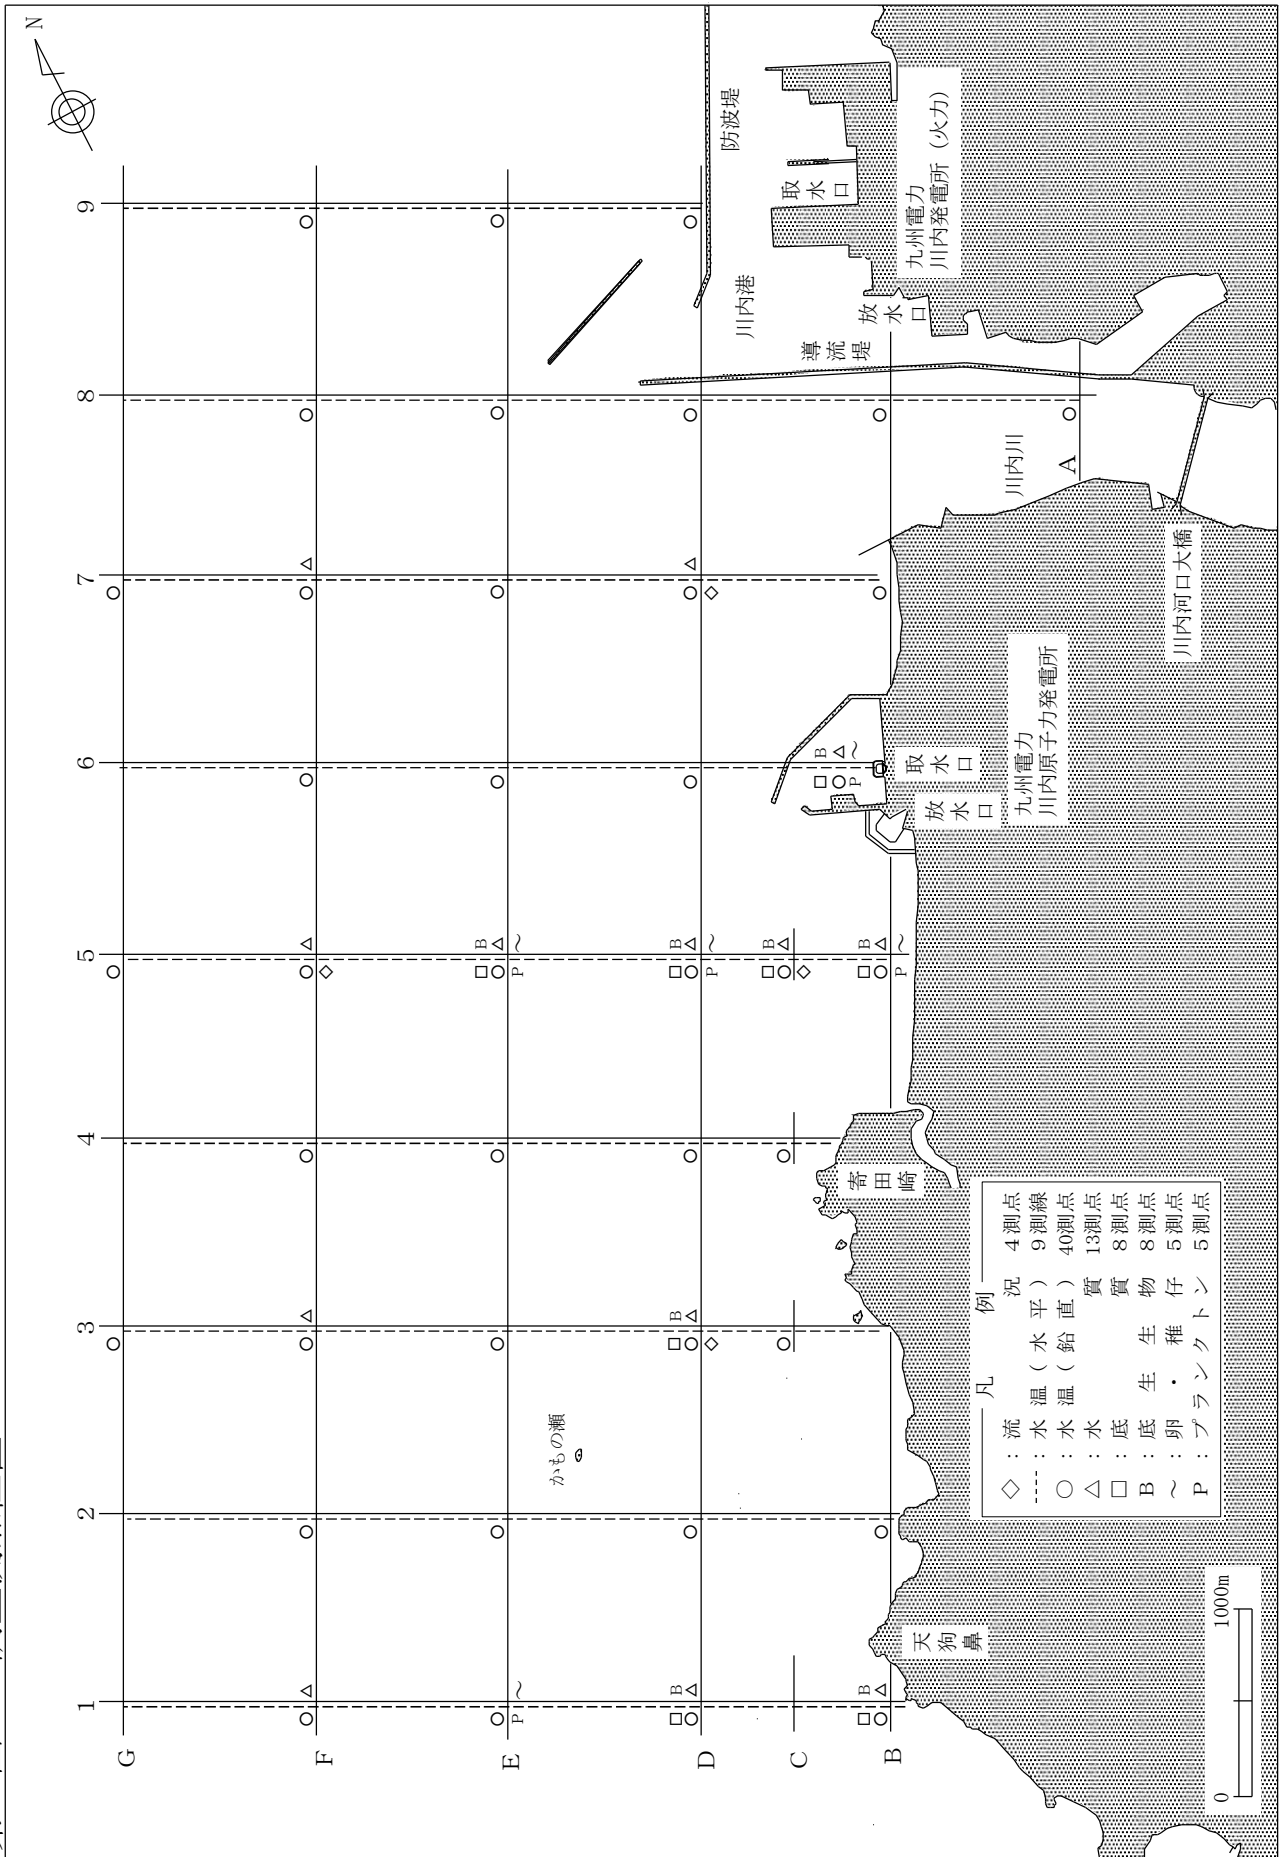 N
1 2 3 4 5 6 7 8 9
G
F
E
D
C
B
A
P
P
P
P
P
B
B
B
B
B
B
B
B
かもの瀬
防波堤
川内港
導流堤
取水口
放水口
九州電力
川内発電所（火力）
川内川
川内河口大橋
取水口
放水口
九州電力
川内原子力発電所
寄田崎
天狗鼻
凡 例
◇ : 流 況 4測点
---- : 水温（水平） 9測線
○ : 水温（鉛直） 40測点
△ : 水 質 13測点
□ : 底 質 8測点
B : 底生生物 8測点
～ : 卵・稚仔 5測点
P : プランクトン 5測点
0 1000m